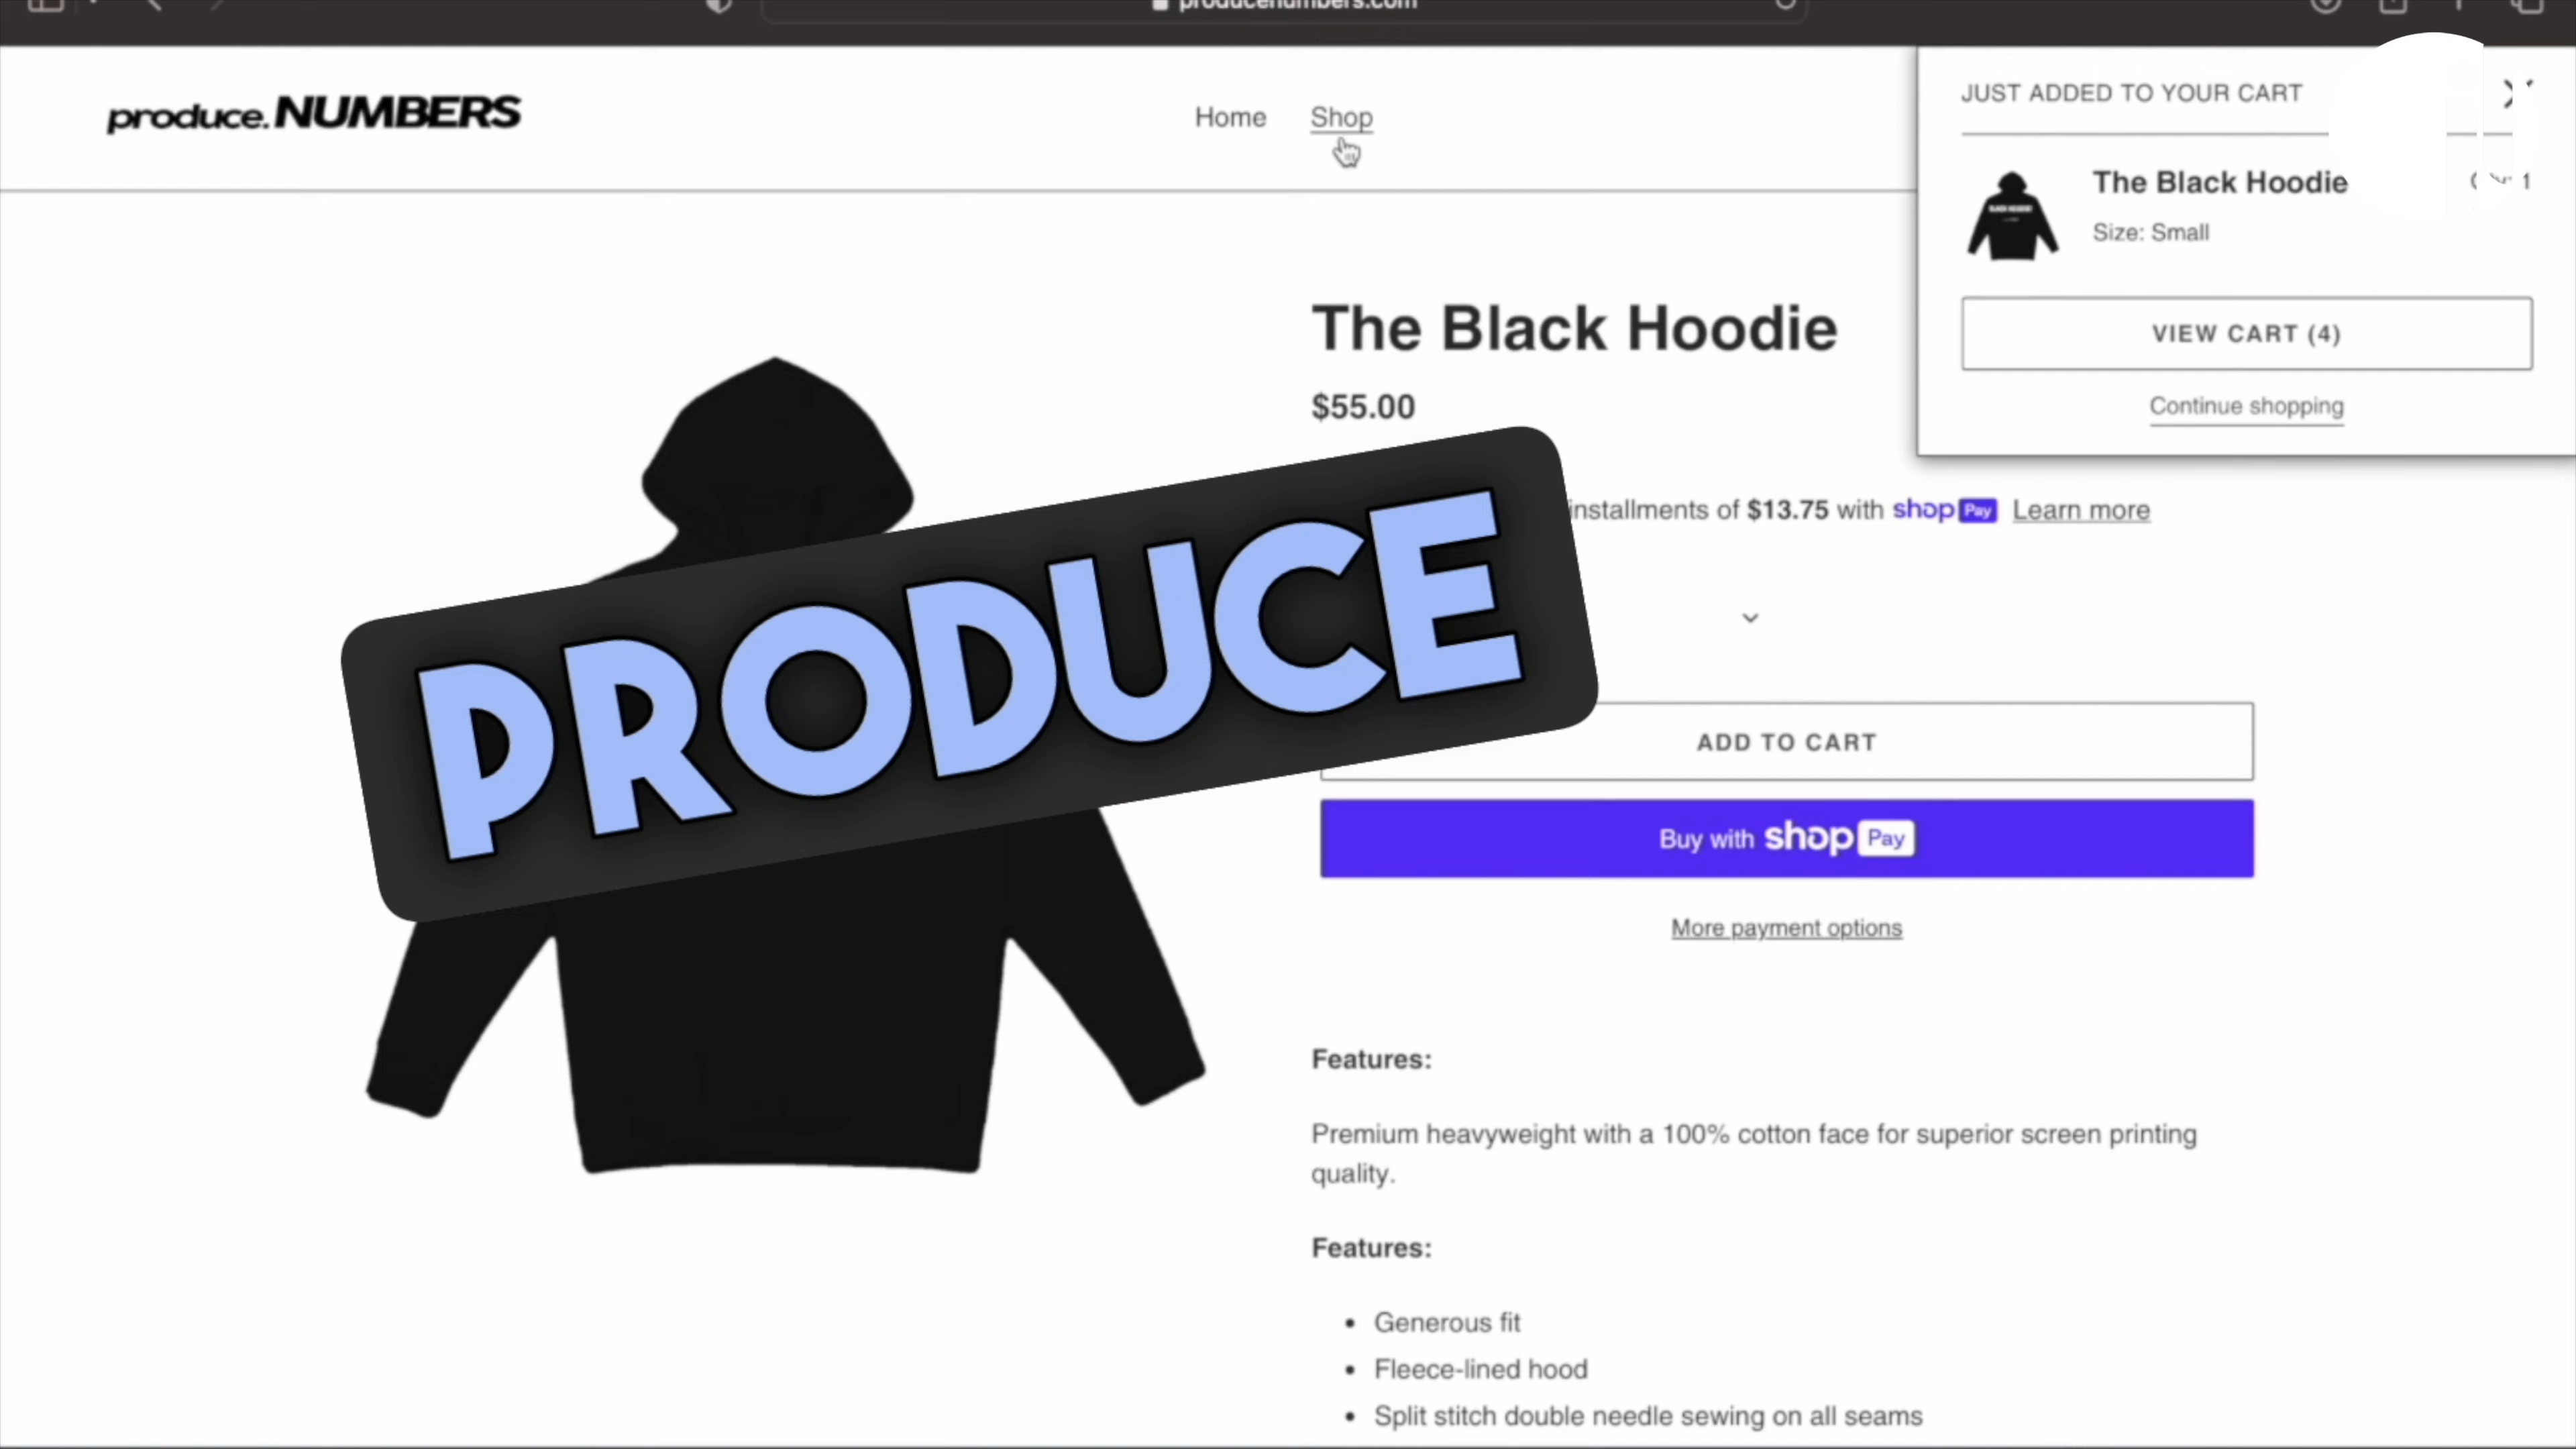 producenumbers.com
produce.NUMBERS
Home
Shop
JUST ADDED TO YOUR CART
The Black Hoodie
1
Size: Small
VIEW CART (4)
Continue shopping
The Black Hoodie
$55.00
installments of $13.75 with shop Pay Learn more
PRODUCE
ADD TO CART
Buy with shop Pay
More payment options
Features:
Premium heavyweight with a 100% cotton face for superior screen printing
quality.
Features:
• Generous fit
• Fleece-lined hood
• Split stitch double needle sewing on all seams